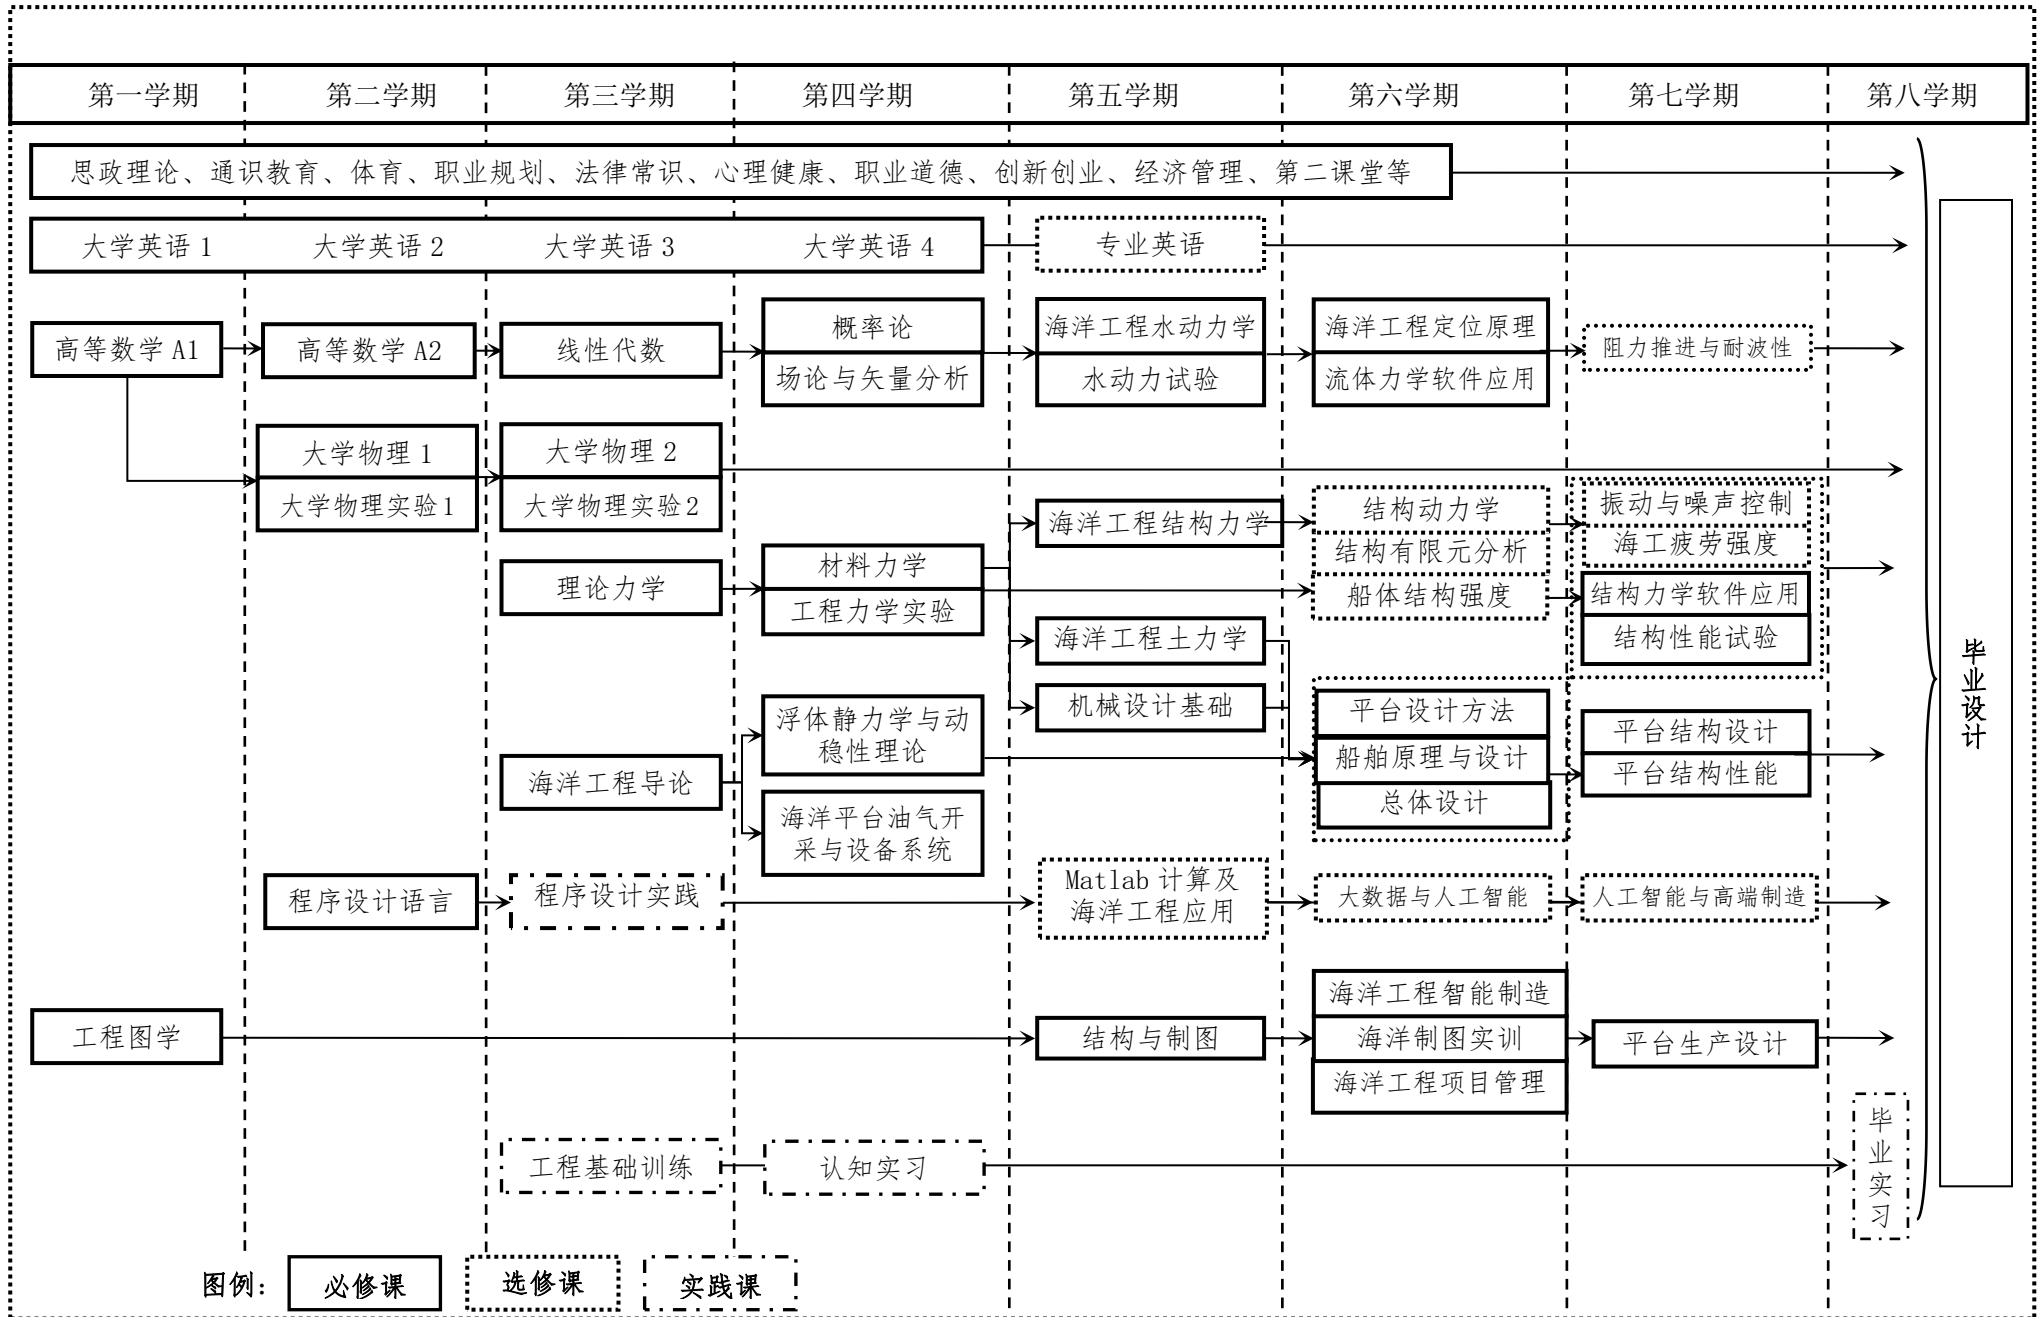 第一学期 第二学期 第三学期 第四学期 第五学期 第六学期 第七学期 第八学期
思政理论、通识教育、体育、职业规划、法律常识、心理健康、职业道德、创新创业、经济管理、第二课堂等
大学英语 1 大学英语 2 大学英语 3 大学英语 4
专业英语
高等数学 A1
高等数学 A2
线性代数
概率论
场论与矢量分析
海洋工程水动力学
水动力试验
海洋工程定位原理
流体力学软件应用
阻力推进与耐波性
大学物理 1
大学物理实验 1
大学物理 2
大学物理实验 2
海洋工程结构力学
结构动力学
结构有限元分析
船体结构强度
振动与噪声控制
海工疲劳强度
结构力学软件应用
结构性能试验
理论力学
材料力学
工程力学实验
海洋工程土力学
机械设计基础
海洋工程导论
浮体静力学与动
稳性理论
海洋平台油气开
采与设备系统
平台设计方法
船舶原理与设计
总体设计
平台结构设计
平台结构性能
程序设计语言
程序设计实践
Matlab 计算及
海洋工程应用
大数据与人工智能
人工智能与高端制造
工程图学
结构与制图
海洋工程智能制造
海洋制图实训
海洋工程项目管理
平台生产设计
工程基础训练
认知实习
毕业实习
毕业设计
图例： 必修课 选修课 实践课